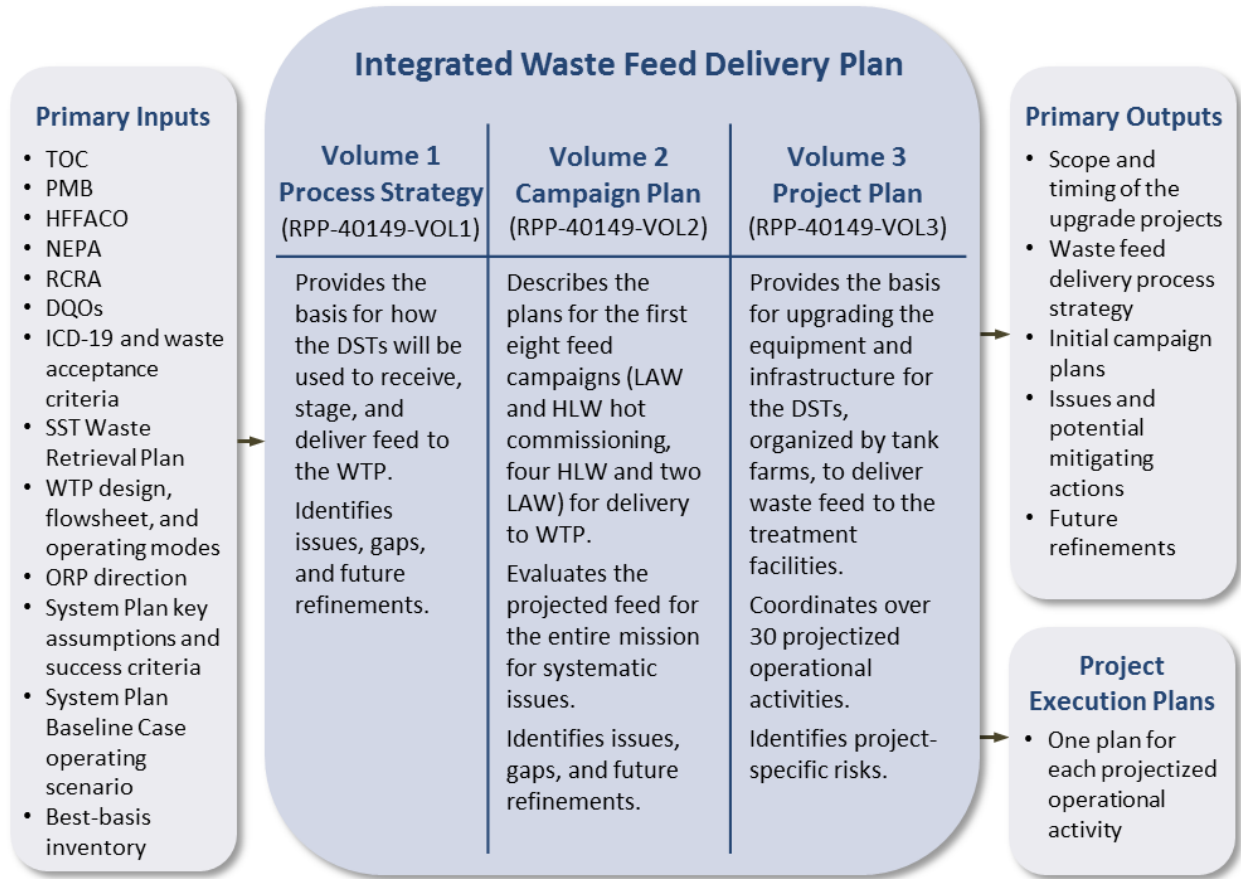 Integrated Waste Feed Delivery Plan
Primary Inputs
• TOC
• PMB
• HFFACO
• NEPA
• RCRA
• DQOs
• ICD-19 and waste
acceptance
criteria
• SST Waste
Retrieval Plan
• WTP design,
flowsheet, and
operating modes
• ORP direction
• System Plan key
assumptions and
success criteria
• System Plan
Baseline Case
operating
scenario
• Best-basis
inventory
Volume 1
Process Strategy
(RPP-40149-VOL1)
Provides the
basis for how
the DSTs will be
used to receive,
stage, and
deliver feed to
the WTP.
Identifies
issues, gaps,
and future
refinements.
Volume 2
Campaign Plan
(RPP-40149-VOL2)
Describes the
plans for the first
eight feed
campaigns (LAW
and HLW hot
commissioning,
four HLW and two
LAW) for delivery
to WTP.
Evaluates the
projected feed for
the entire mission
for systematic
issues.
Identifies issues,
gaps, and future
refinements.
Volume 3
Project Plan
(RPP-40149-VOL3)
Provides the basis
for upgrading the
equipment and
infrastructure for
the DSTs,
organized by tank
farms, to deliver
waste feed to the
treatment
facilities.
Coordinates over
30 projectized
operational
activities.
Identifies project-
specific risks.
Primary Outputs
• Scope and
timing of the
upgrade projects
• Waste feed
delivery process
strategy
• Initial campaign
plans
• Issues and
potential
mitigating
actions
• Future
refinements
Project
Execution Plans
• One plan for
each projectized
operational
activity